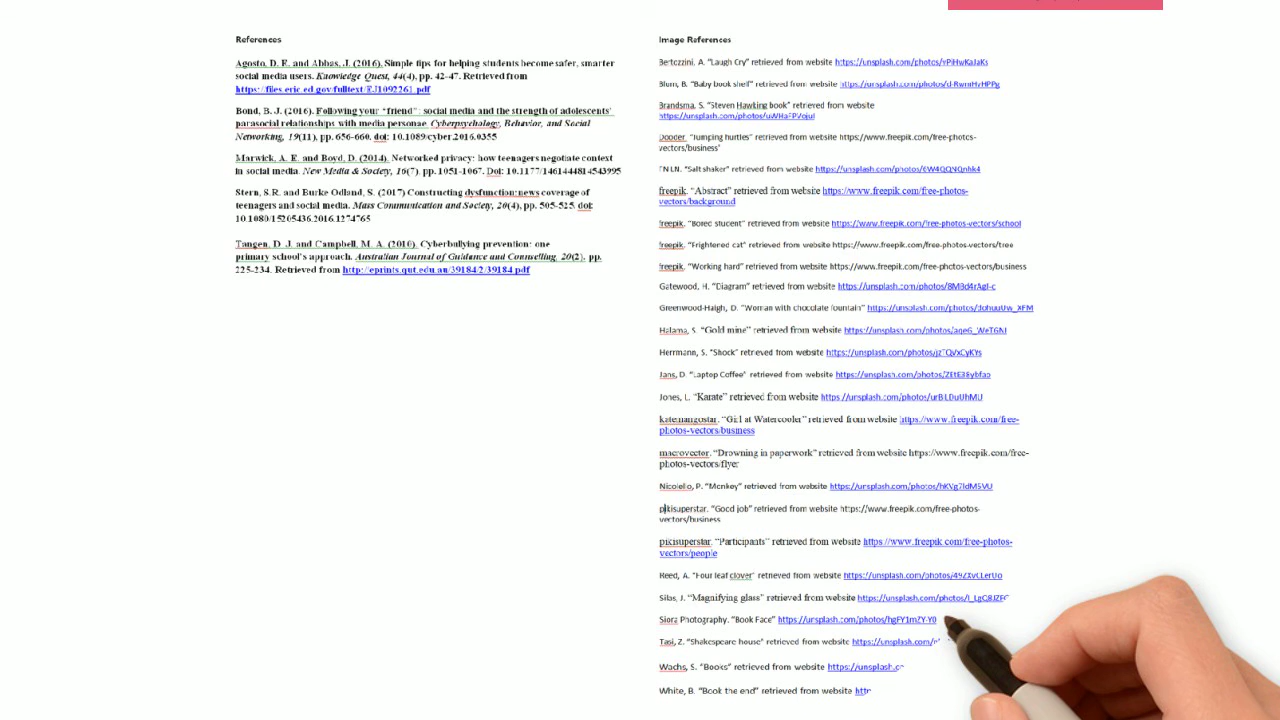 References
Agosto, D. E. and Abbas, J. (2016). Simple tips for helping students become safer, smarter
social media users. Knowledge Quest, 44(4), pp. 42-47. Retrieved from
https://files.eric.ed.gov/fulltext/EJ1092261.pdf
Bond, B. J. (2016). Following your "friend": social media and the strength of adolescents'
parasocial relationships with media personae. Cyberpsychology, Behavior, and Social
Networking, 19(11), pp. 656-660. doi: 10.1089/cyber.2016.0355
Marwick, A. E. and Boyd, D. (2014). Networked privacy: how teenagers negotiate context
in social media. New Media & Society, 16(7), pp. 1051-1067. Doi: 10.1177/1461444814543995
Stern, S.R. and Burke Odland, S. (2017) Constructing dysfunction:news coverage of
teenagers and social media. Mass Communication and Society, 20(4), pp. 505-525. doi:
10.1080/15205436.2016.1274765
Tangen, D. J. and Campbell, M. A. (2010). Cyberbullying prevention: one
primary school's approach. Australian Journal of Guidance and Counselling, 20(2), pp.
225-234. Retrieved from http://eprints.qut.edu.au/39184/2/39184.pdf
Image References
Bertozzini, A. "Laugh Cry" retrieved from website
Blum, B. "Baby book shelf" retrieved from website
Brandsma, S. "Steven Hawking book" retrieved from website
Dooder, "Jumping hurtles" retrieved from website https://www.freepik.com/free-photos-
vectors/business'
"Salt shaker" retrieved from website
freepik. "Abstract" retrieved from website https://www.freepik.com/free-photos-
vectors/background
freepik. "Bored student" retrieved from website https://www.freepik.com/free-photos-vectors/school
freepik. "Frightened cat" retrieved from website https://www.freepik.com/free-photos-vectors/tree
freepik. "Working hard" retrieved from website https://www.freepik.com/free-photos-vectors/business
Gatewood, H. "Diagram" retrieved from website
Greenwood-Haigh, D. "Woman with chocolate fountain"
Halama, S. "Gold mine" retrieved from website
Herrmann, S. "Shock" retrieved from website
Jans, D. "Laptop Coffee" retrieved from website
Jones, L. "Karate" retrieved from website
katemangostar. "Girl at Watercooler" retrieved from website https://www.freepik.com/free-
photos-vectors/business
macrovector. "Drowning in paperwork" retrieved from website https://www.freepik.com/free-
photos-vectors/flyer
Nicolello, P. "Monkey" retrieved from website
pikisuperstar. "Good job" retrieved from website https://www.freepik.com/free-photos-
vectors/business
pikisuperstar. "Participants" retrieved from website https://www.freepik.com/free-photos-
vectors/people
Reed, A. "Four leaf clover" retrieved from website
Silas, J. "Magnifying glass" retrieved from website
Siora Photography. "Book Face" https://unsplash.com/photos/hgFY1mZY-Y0
Tasi, Z. "Shakespeare house" retrieved from website https://unsplash.com/
Wachs, S. "Books" retrieved from website https://unsplash.c
White, B. "Book the end" retrieved from website